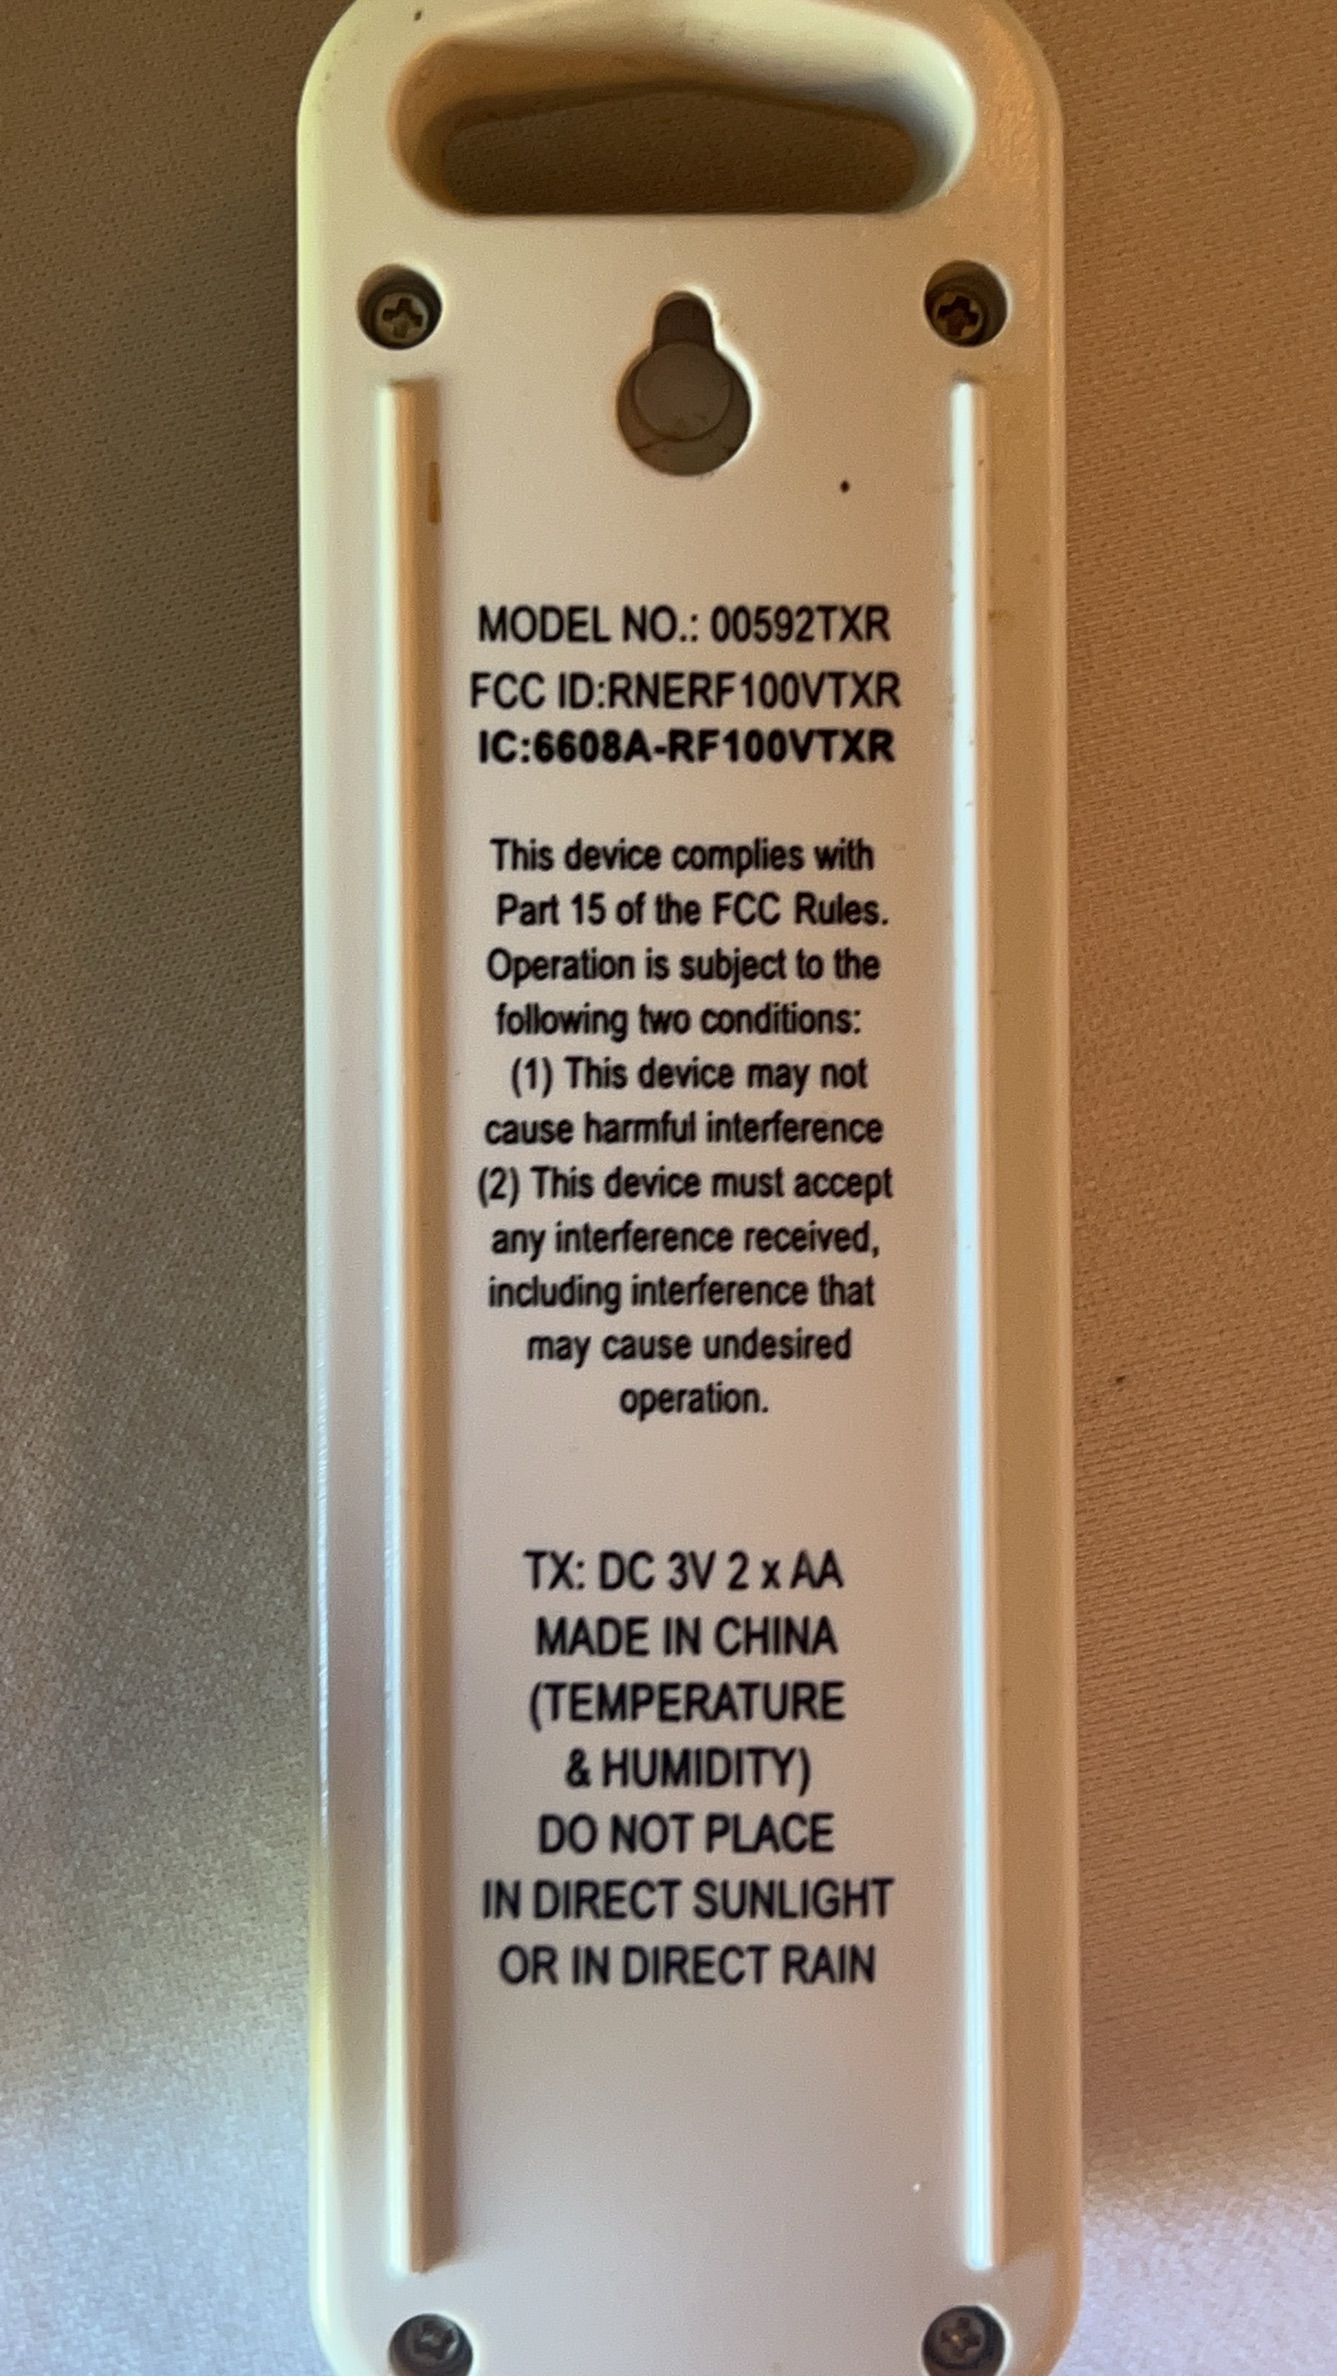 MODEL NO.: 00592TXR
FCC ID:RNERF100VTXR
IC:6608A-RF100VTXR
This device complies with
Part 15 of the FCC Rules.
Operation is subject to the
following two conditions:
(1) This device may not
cause harmful interference
(2) This device must accept
any interference received,
including interference that
may cause undesired
operation.
TX: DC 3V 2 x AA
MADE IN CHINA
(TEMPERATURE
& HUMIDITY)
DO NOT PLACE
IN DIRECT SUNLIGHT
OR IN DIRECT RAIN